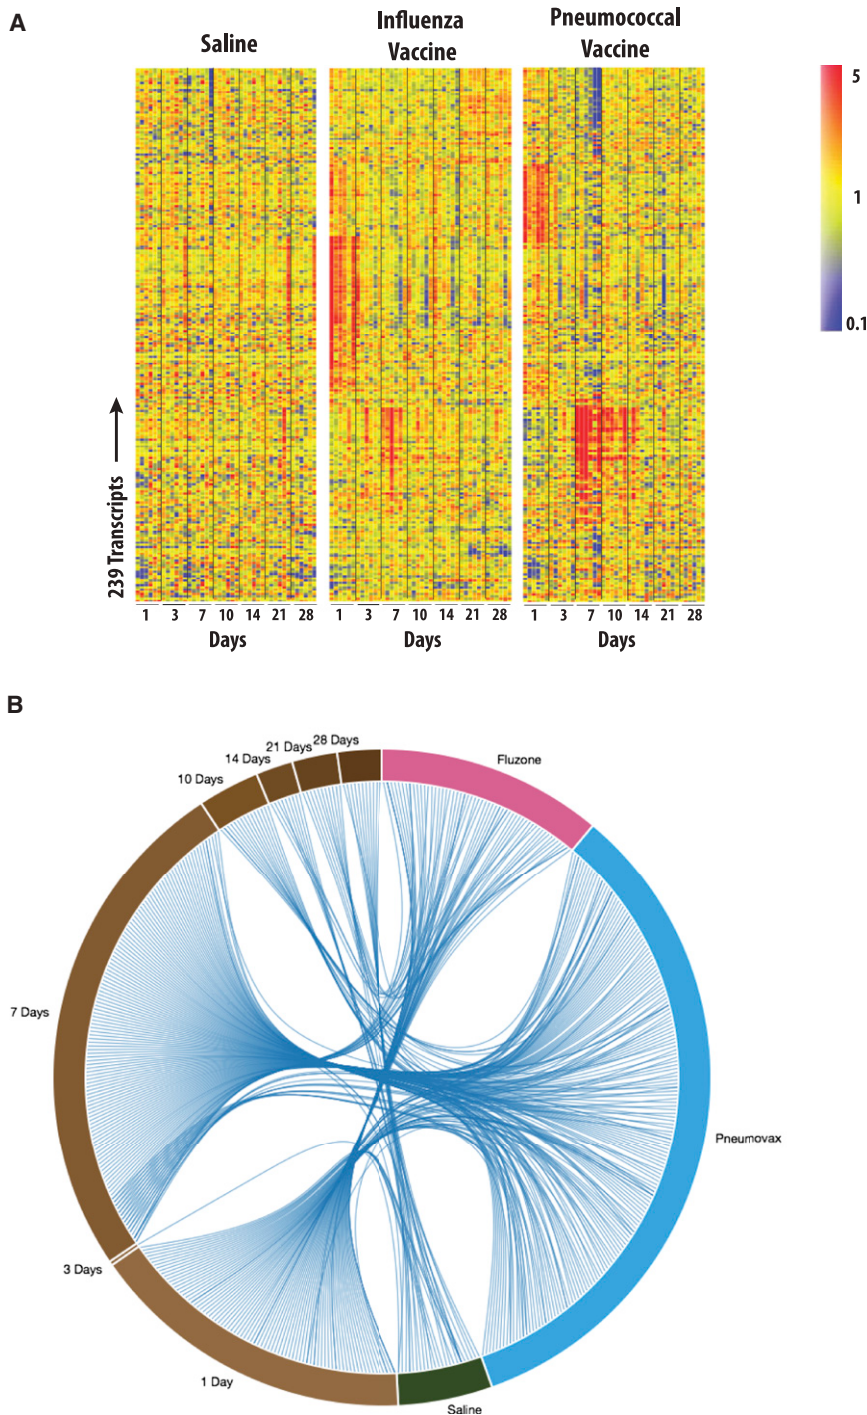 A
Saline
Influenza
Vaccine
Pneumococcal
Vaccine
5
1
0.1
239 Transcripts
1 3 7 10 14 21 28
1 3 7 10 14 21 28
1 3 7 10 14 21 28
Days
Days
Days
B
28 Days
21 Days
14 Days
10 Days
Fluzone
7 Days
Pneumovax
3 Days
1 Day
Saline